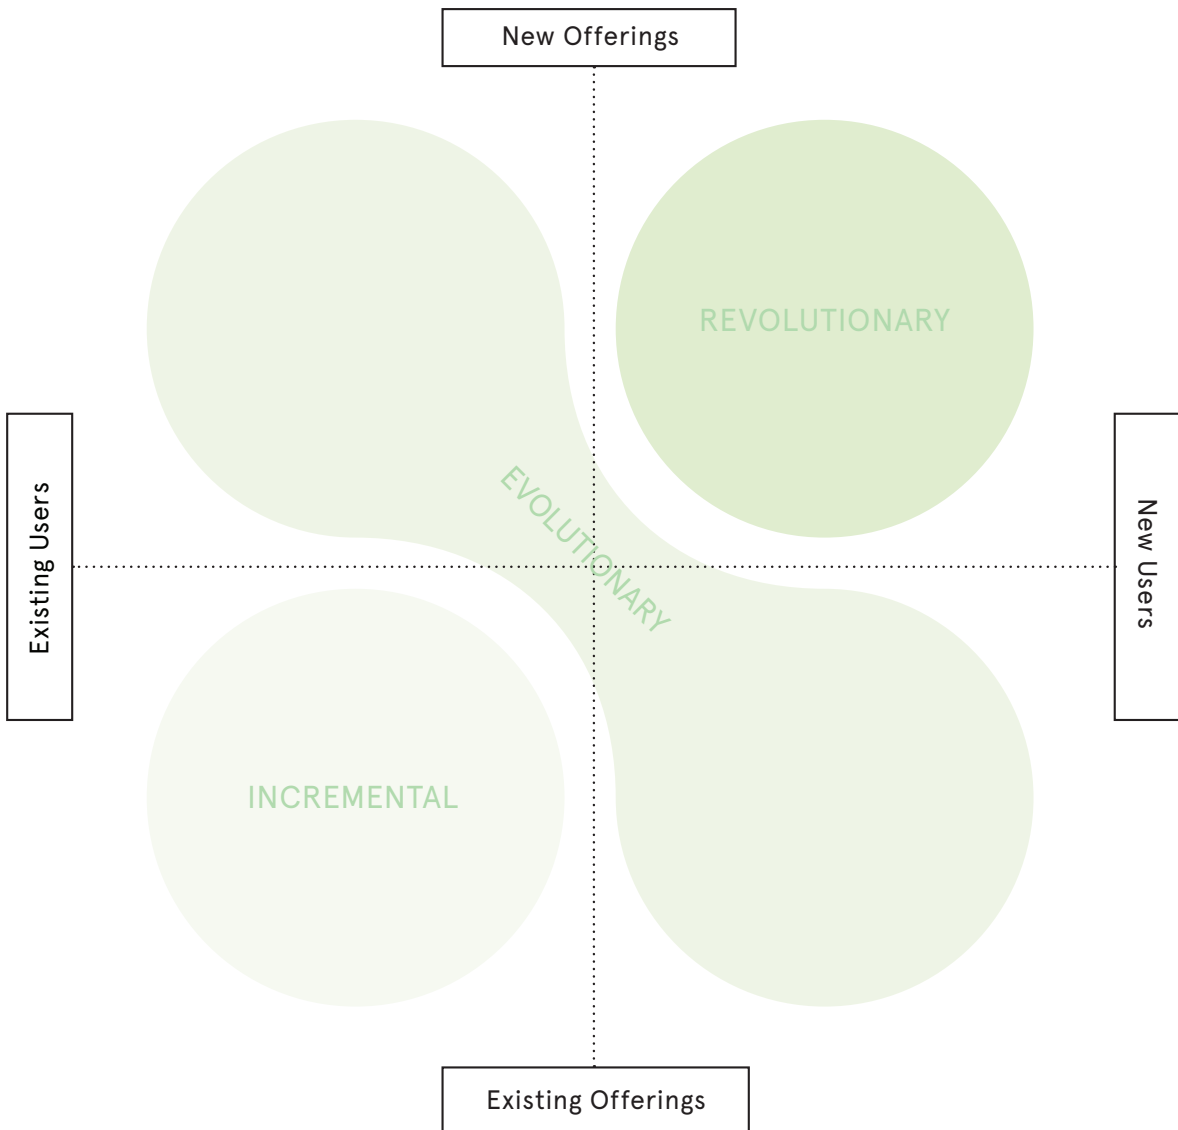 New Offerings
REVOLUTIONARY
Existing Users
EVOLUTIONARY
New Users
INCREMENTAL
Existing Offerings